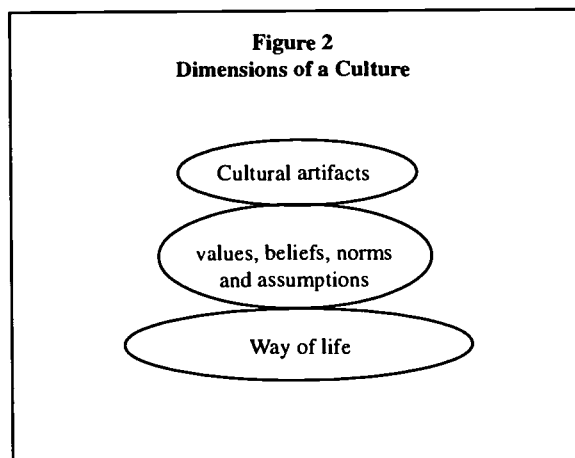 Figure 2
Dimensions of a Culture
Cultural artifacts
values, beliefs, norms
and assumptions
Way of life